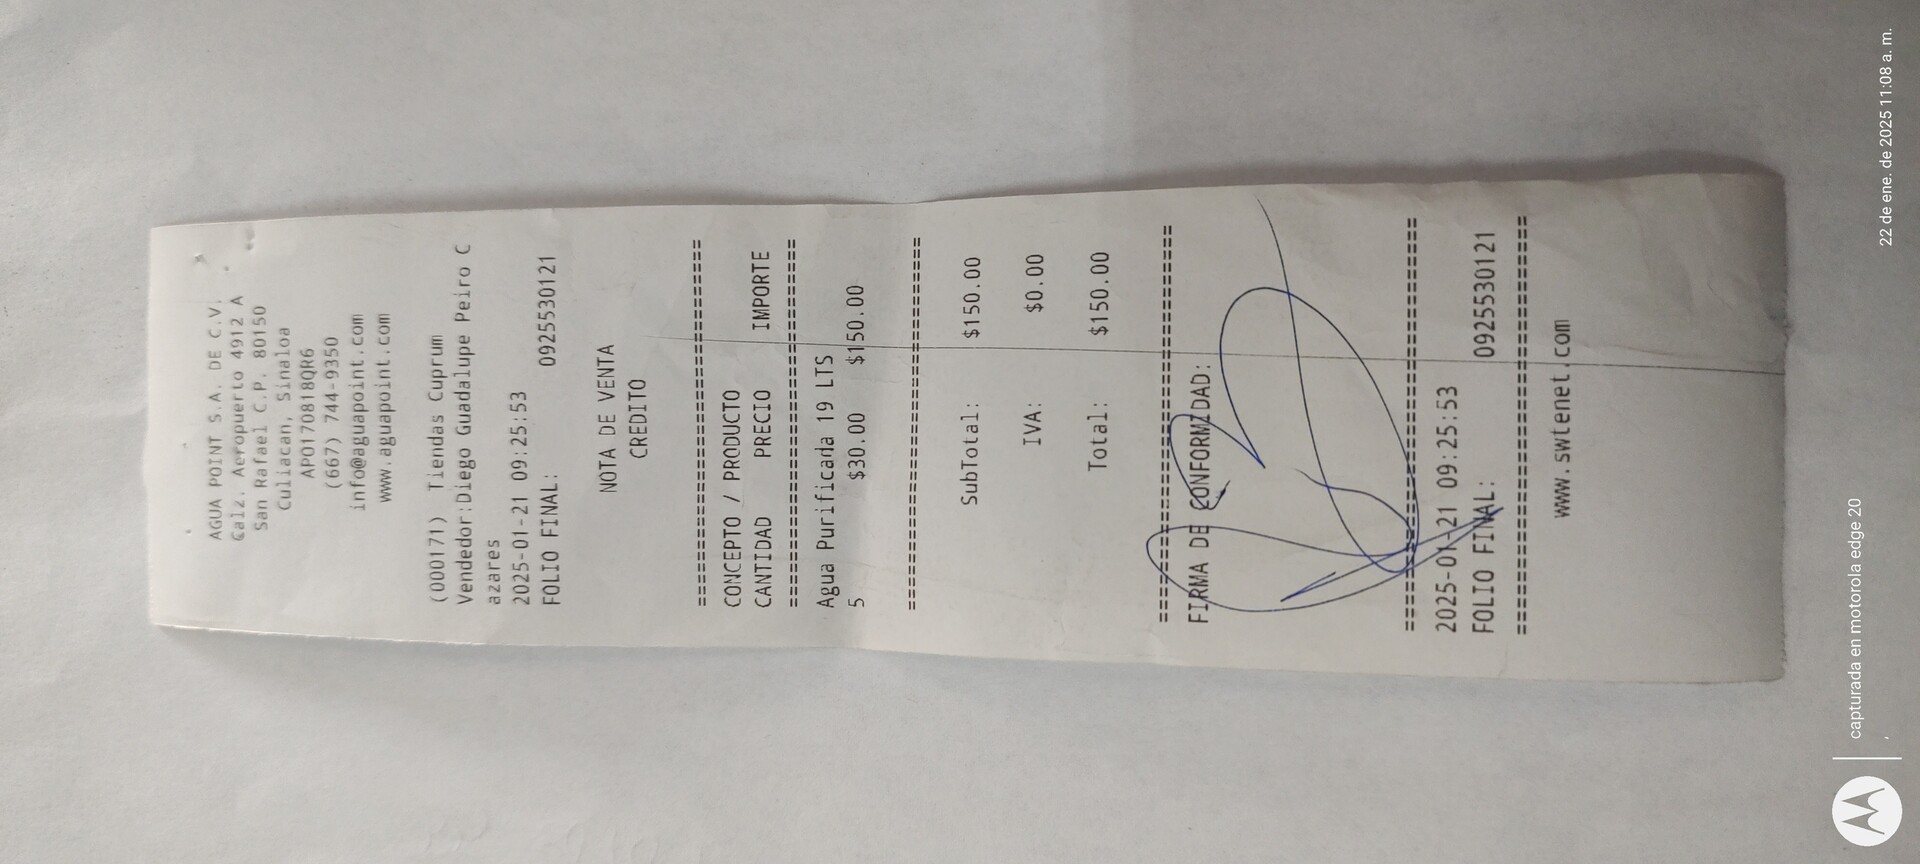 AGUA POINT S.A. DE C.V.
Calz. Aeropuerto 4912 A
San Rafael C.P. 80150
Culiacan, Sinaloa
APO170818QR6
(667) 744-9350
info@aguapoint.com
www.aguapoint.com
(000171) Tiendas Cuprum
Vendedor:Diego Guadalupe Peiro C
azares
2025-01-21 09:25:53
FOLIO FINAL: 0925530121
NOTA DE VENTA
CREDITO
================================
CONCEPTO / PRODUCTO
CANTIDAD PRECIO IMPORTE
================================
Agua Purificada 19 LTS
5 $30.00 $150.00
================================
SubTotal: $150.00
IVA: $0.00
Total: $150.00
================================
FIRMA DE CONFORMIDAD:
================================
2025-01-21 09:25:53
FOLIO FINAL: 0925530121
================================
www.swtenet.com
capturada en motorola edge 20
22 de ene. de 2025 11:08 a. m.